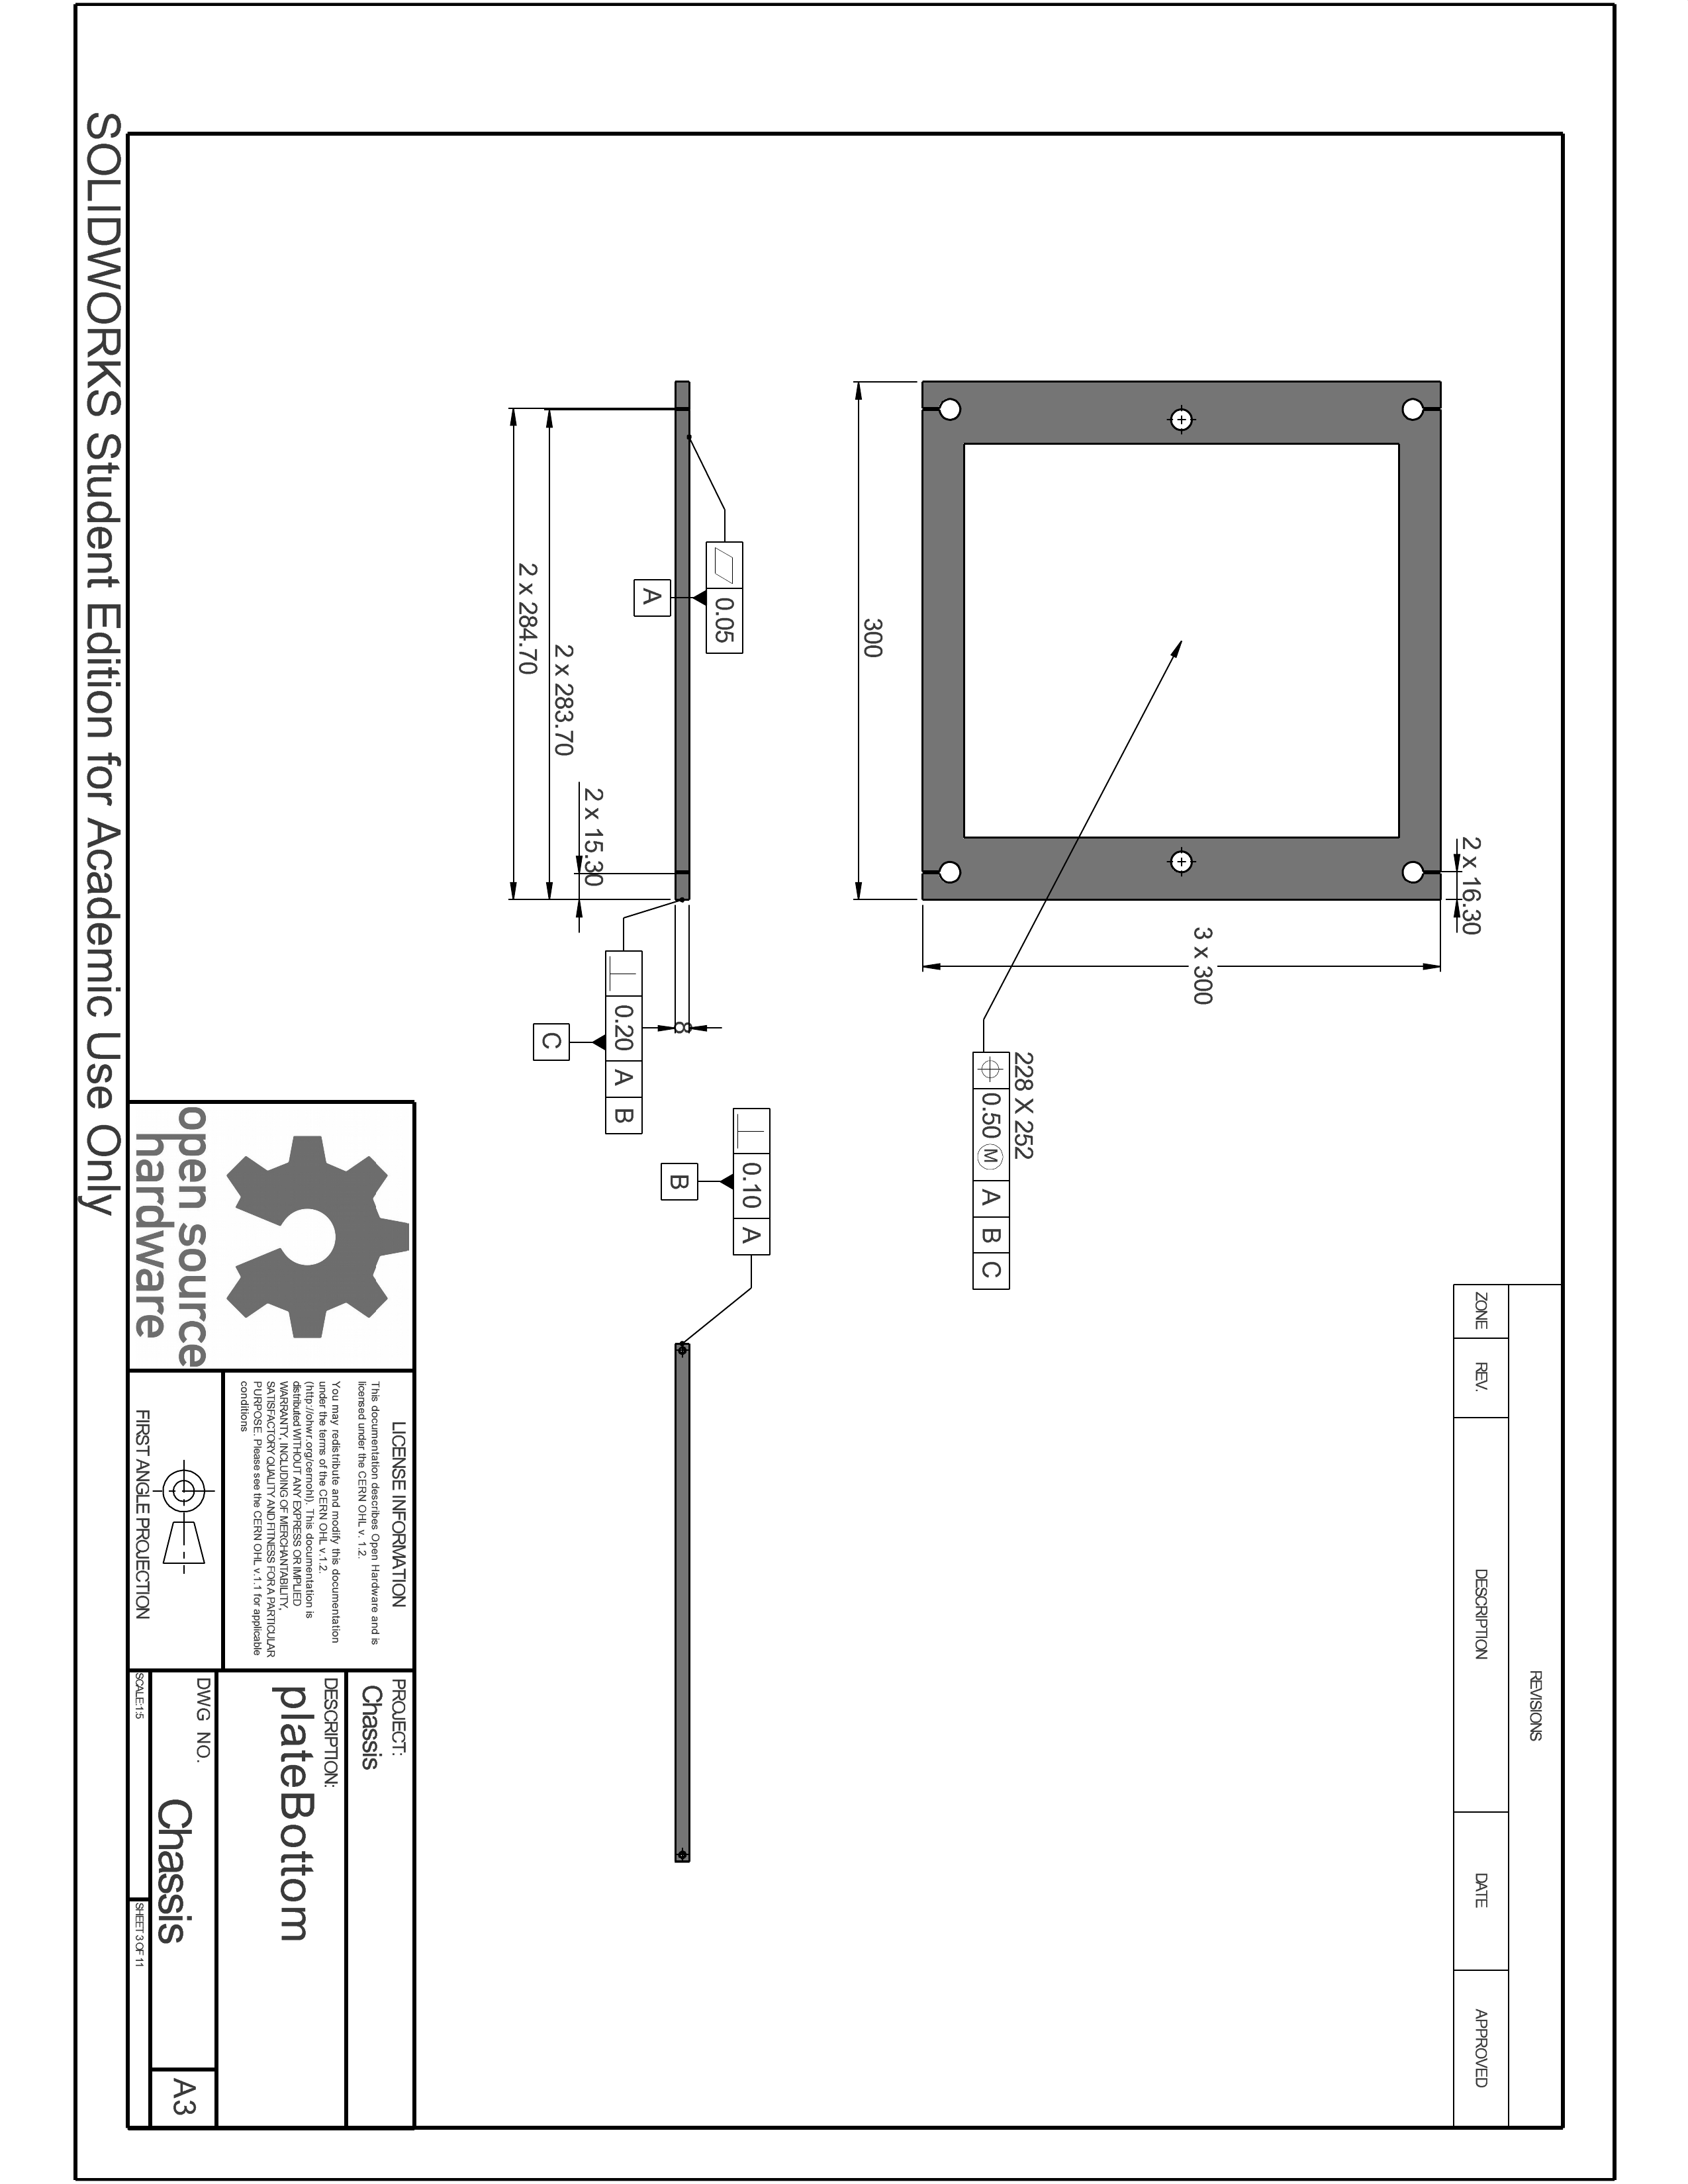 REVISIONS
ZONE
REV.
DESCRIPTION
DATE
APPROVED
2 x 16.30
3 x 300
300
228 X 252
0.50 Ⓜ A B C
0.05
A
2 x 15.30
2 x 283.70
2 x 284.70
8
0.20 A B
C
0.10 A
B
open source
hardware
LICENSE INFORMATION
This documentation describes Open Hardware and is
licensed under the CERN OHL v. 1.2.
You may redistribute and modify this documentation
under the terms of the CERN OHL v.1.2.
(http://ohwr.org/cernohl). This documentation is
distributed WITHOUT ANY EXPRESS OR IMPLIED
WARRANTY, INCLUDING OF MERCHANTABILITY,
SATISFACTORY QUALITY AND FITNESS FOR A PARTICULAR
PURPOSE. Please see the CERN OHL v.1.1 for applicable
conditions
FIRST ANGLE PROJECTION
PROJECT:
Chassis
DESCRIPTION:
plateBottom
DWG NO.
Chassis
A3
SCALE:1:5
SHEET 3 OF 11
SOLIDWORKS Student Edition for Academic Use Only